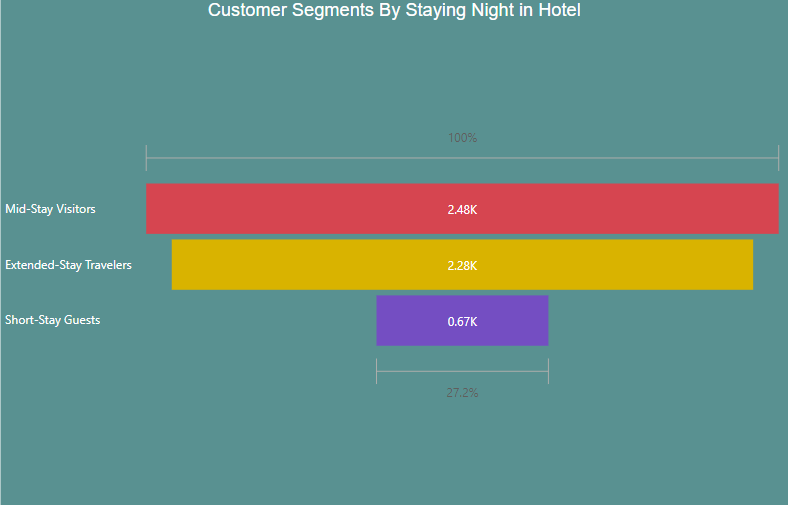 Customer Segments By Staying Night in Hotel
100%
Mid-Stay Visitors 2.48K
Extended-Stay Travelers 2.28K
Short-Stay Guests 0.67K
27.2%